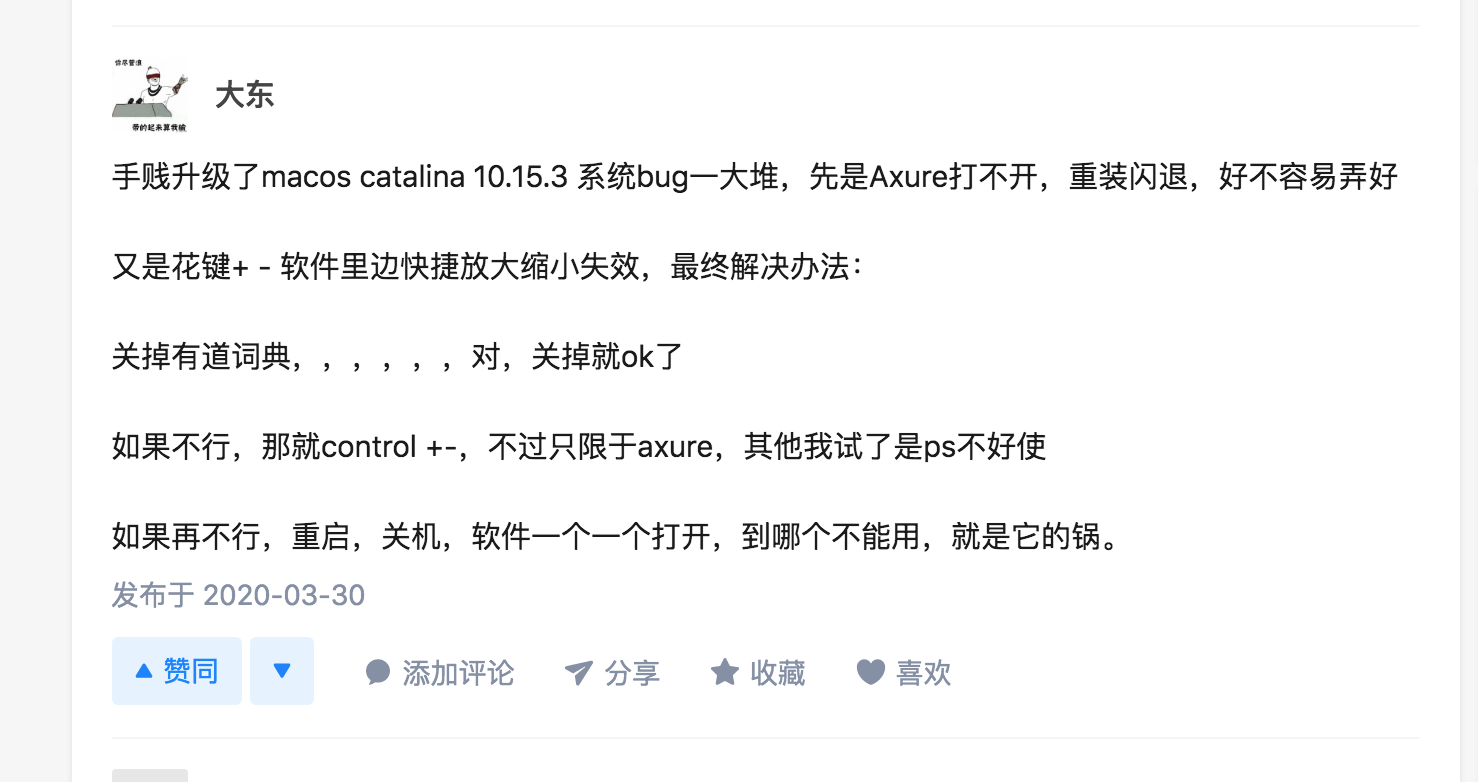 你尽管浪
带的起来算我输
大东
手贱升级了macos catalina 10.15.3 系统bug一大堆，先是Axure打不开，重装闪退，好不容易弄好
又是花键+ - 软件里边快捷放大缩小失效，最终解决办法：
关掉有道词典，，，，，，对，关掉就ok了
如果不行，那就control +-，不过只限于axure，其他我试了是ps不好使
如果再不行，重启，关机，软件一个一个打开，到哪个不能用，就是它的锅。
发布于 2020-03-30
赞同 添加评论 分享 收藏 喜欢